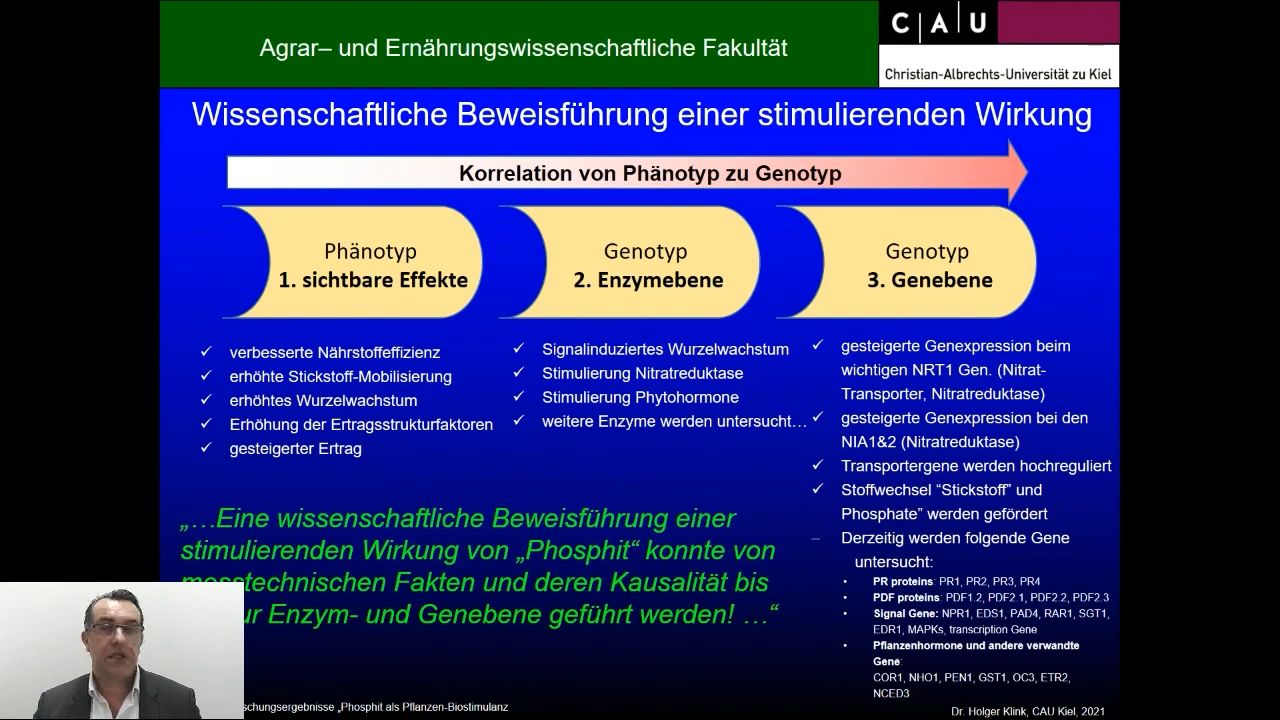 Agrar– und Ernährungswissenschaftliche Fakultät
C|A|U
Christian-Albrechts-Universität zu Kiel
Wissenschaftliche Beweisführung einer stimulierenden Wirkung
Korrelation von Phänotyp zu Genotyp
Phänotyp
1. sichtbare Effekte
Genotyp
2. Enzymebene
Genotyp
3. Genebene
✓ verbesserte Nährstoffeffizienz
✓ erhöhte Stickstoff-Mobilisierung
✓ erhöhtes Wurzelwachstum
✓ Erhöhung der Ertragsstrukturfaktoren
✓ gesteigerter Ertrag
✓ Signalinduziertes Wurzelwachstum
✓ Stimulierung Nitratreduktase
✓ Stimulierung Phytohormone
✓ weitere Enzyme werden untersucht…
✓ gesteigerte Genexpression beim
wichtigen NRT1 Gen. (Nitrat-
Transporter, Nitratreduktase)
✓ gesteigerte Genexpression bei den
NIA1&2 (Nitratreduktase)
✓ Transportergene werden hochreguliert
✓ Stoffwechsel “Stickstoff” und
Phosphate” werden gefördert
– Derzeitig werden folgende Gene
untersucht:
• PR proteins: PR1, PR2, PR3, PR4
• PDF proteins: PDF1.2, PDF2.1, PDF2.2, PDF2.3
• Signal Gene: NPR1, EDS1, PAD4, RAR1, SGT1,
EDR1, MAPKs, transcription Gene
• Pflanzenhormone und andere verwandte
Gene:
COR1, NHO1, PEN1, GST1, OC3, ETR2,
NCED3
„…Eine wissenschaftliche Beweisführung einer
stimulierenden Wirkung von „Phosphit“ konnte von
messtechnischen Fakten und deren Kausalität bis
ur Enzym- und Genebene geführt werden! …“
schungsergebnisse „Phosphit als Pflanzen-Biostimulanz
Dr. Holger Klink, CAU Kiel, 2021